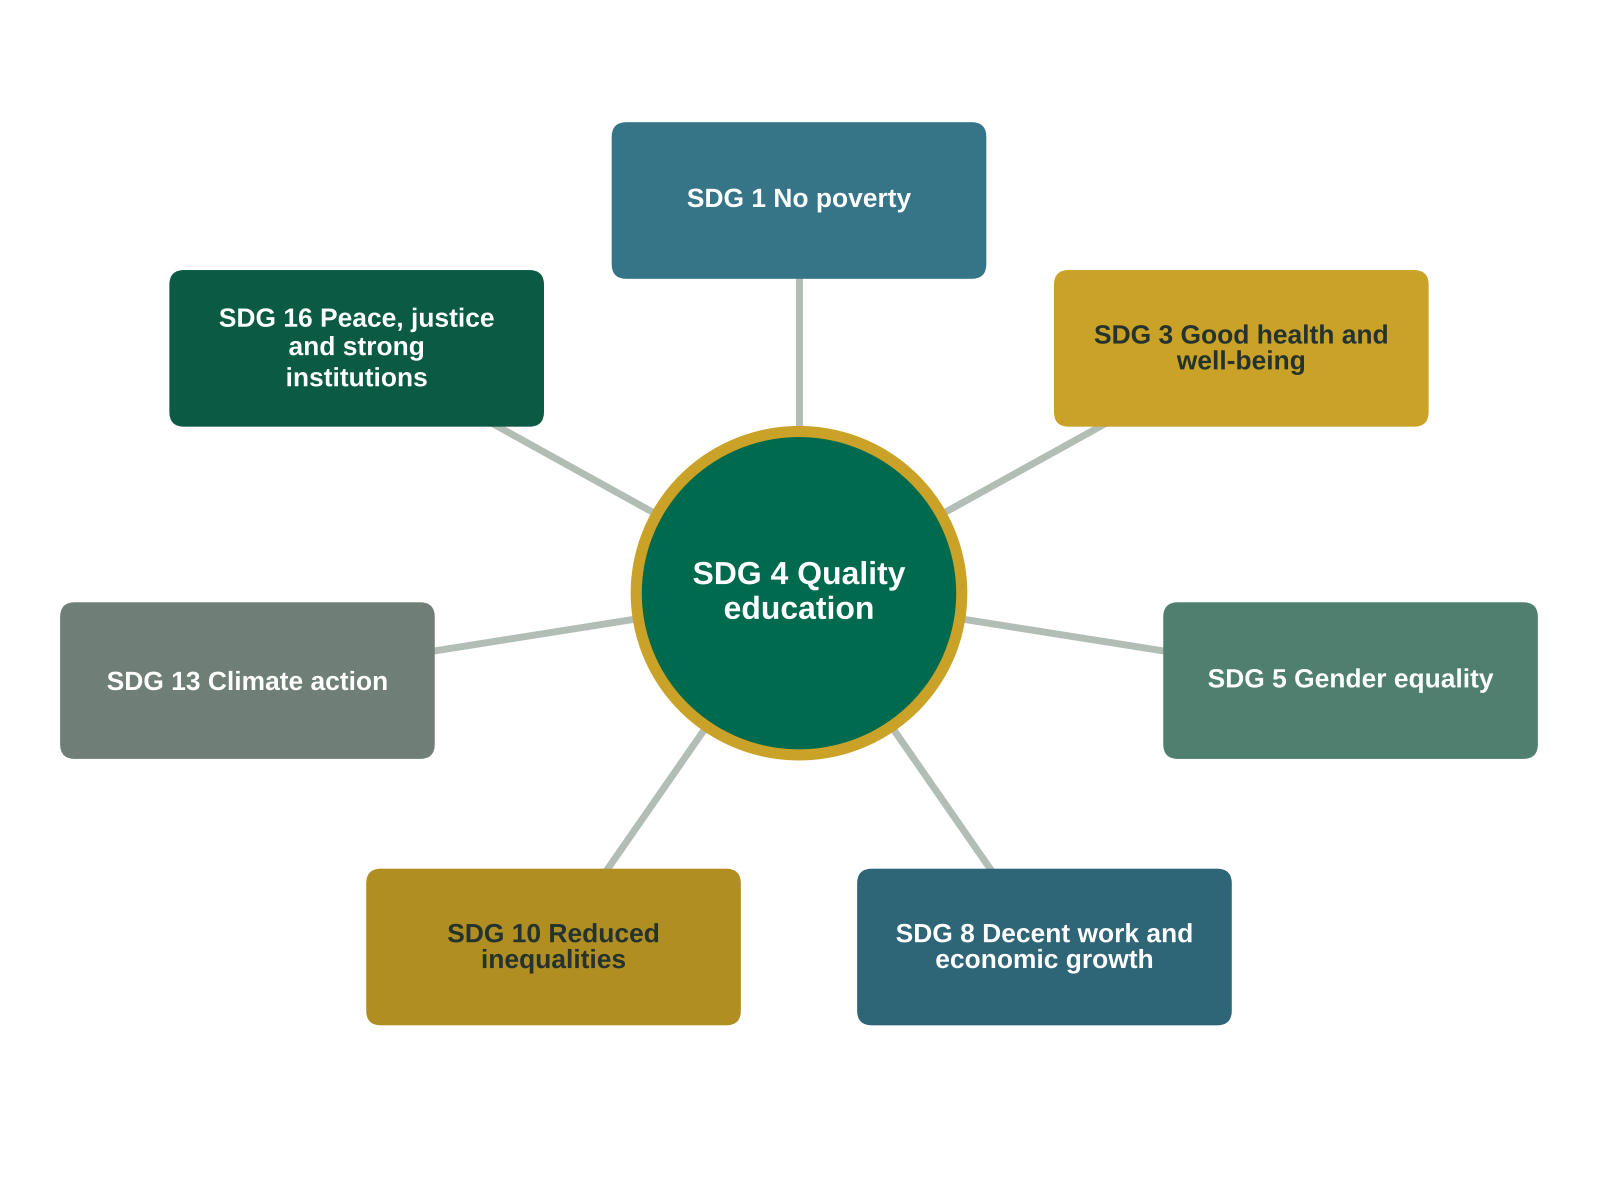 SDG 1 No poverty
SDG 16 Peace, justice
and strong
institutions
SDG 3 Good health and
well-being
SDG 4 Quality
education
SDG 13 Climate action
SDG 5 Gender equality
SDG 10 Reduced
inequalities
SDG 8 Decent work and
economic growth